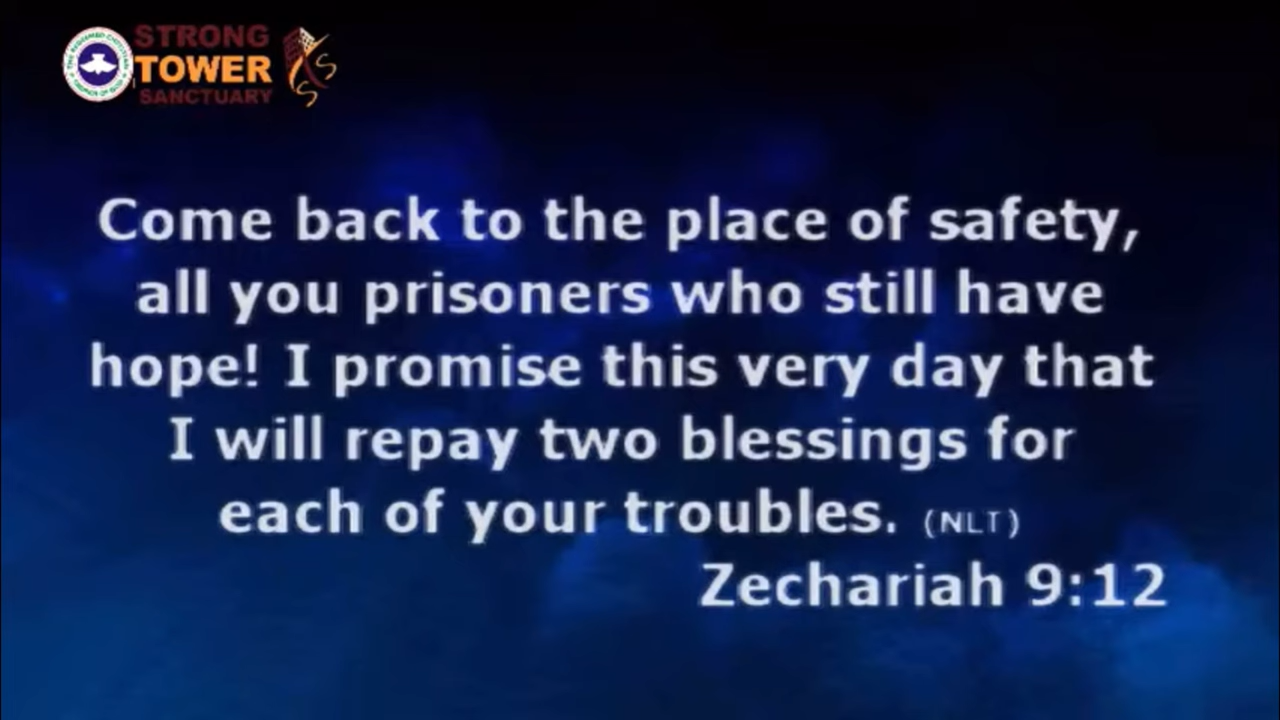 STRONG
TOWER
SANCTUARY
Come back to the place of safety,
all you prisoners who still have
hope! I promise this very day that
I will repay two blessings for
each of your troubles. (NLT)
Zechariah 9:12